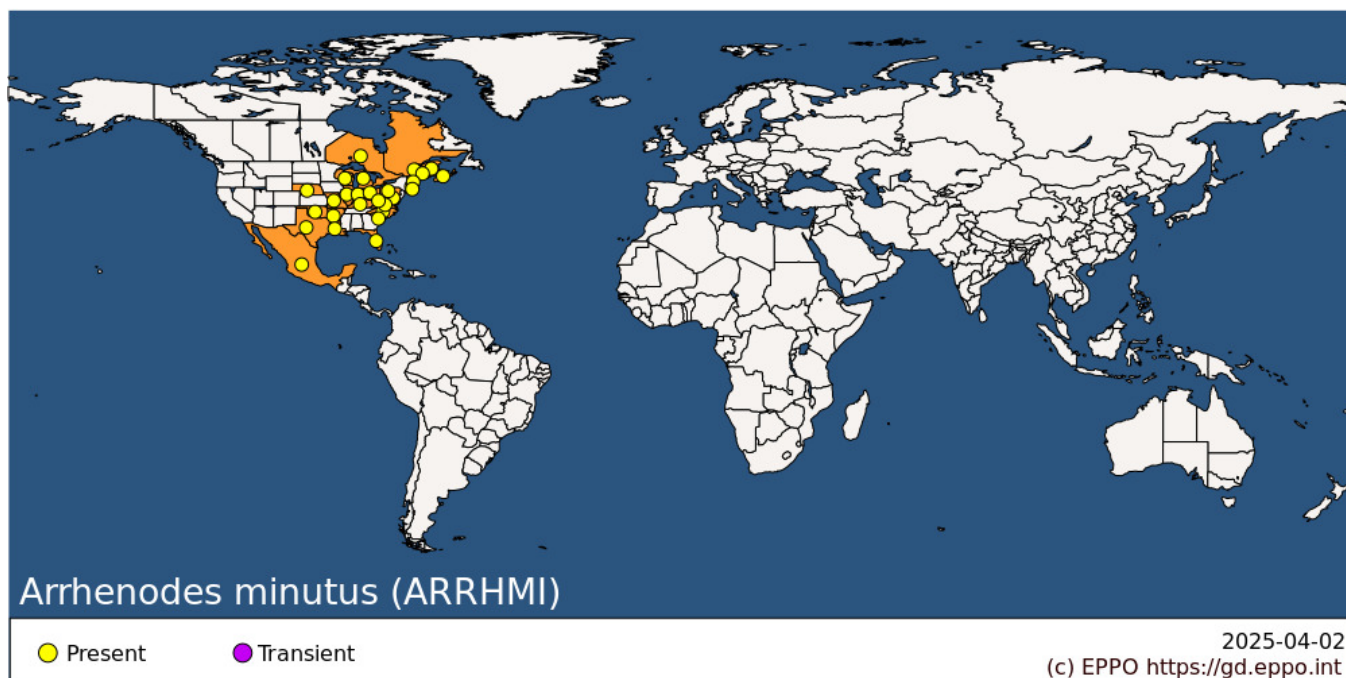 Arrhenodes minutus (ARRHMI)
Present
Transient
2025-04-02
(c) EPPO https://gd.eppo.int